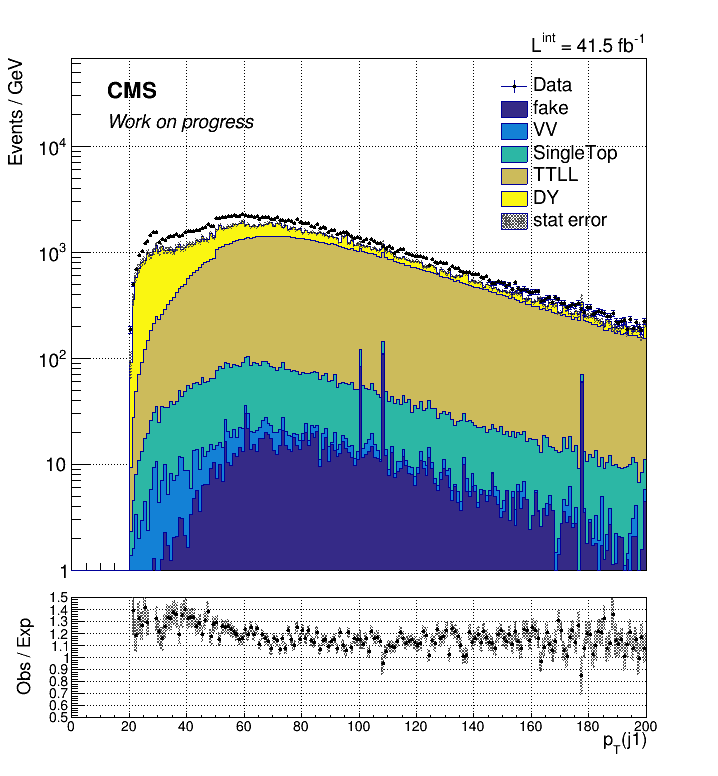 L^int = 41.5 fb^-1
Events / GeV
CMS
Work on progress
Data
fake
VV
SingleTop
TTLL
DY
stat error
10^4
10^3
10^2
10
1
Obs / Exp
1.5
1.4
1.3
1.2
1.1
1
0.9
0.8
0.7
0.6
0.5
0 20 40 60 80 100 120 140 160 180 200
p_T(j1)